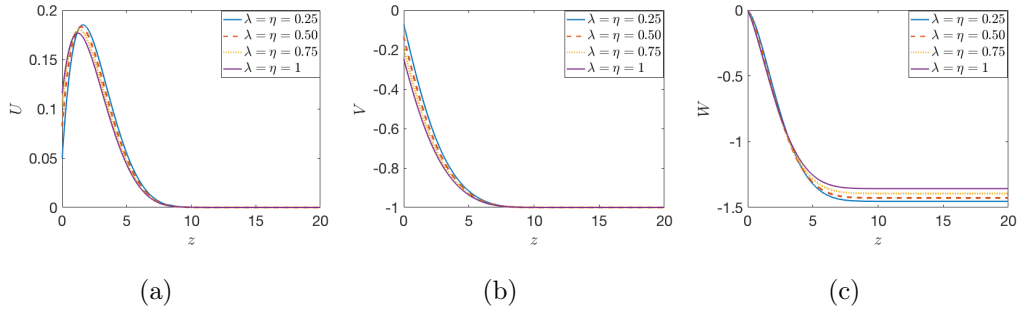 0.2
0.15
0.1
0.05
0
U
0 5 10 15 20
z
λ = η = 0.25
λ = η = 0.50
λ = η = 0.75
λ = η = 1
(a)
0
-0.2
-0.4
-0.6
-0.8
-1
V
0 5 10 15 20
z
λ = η = 0.25
λ = η = 0.50
λ = η = 0.75
λ = η = 1
(b)
0
-0.5
-1
-1.5
W
0 5 10 15 20
z
λ = η = 0.25
λ = η = 0.50
λ = η = 0.75
λ = η = 1
(c)